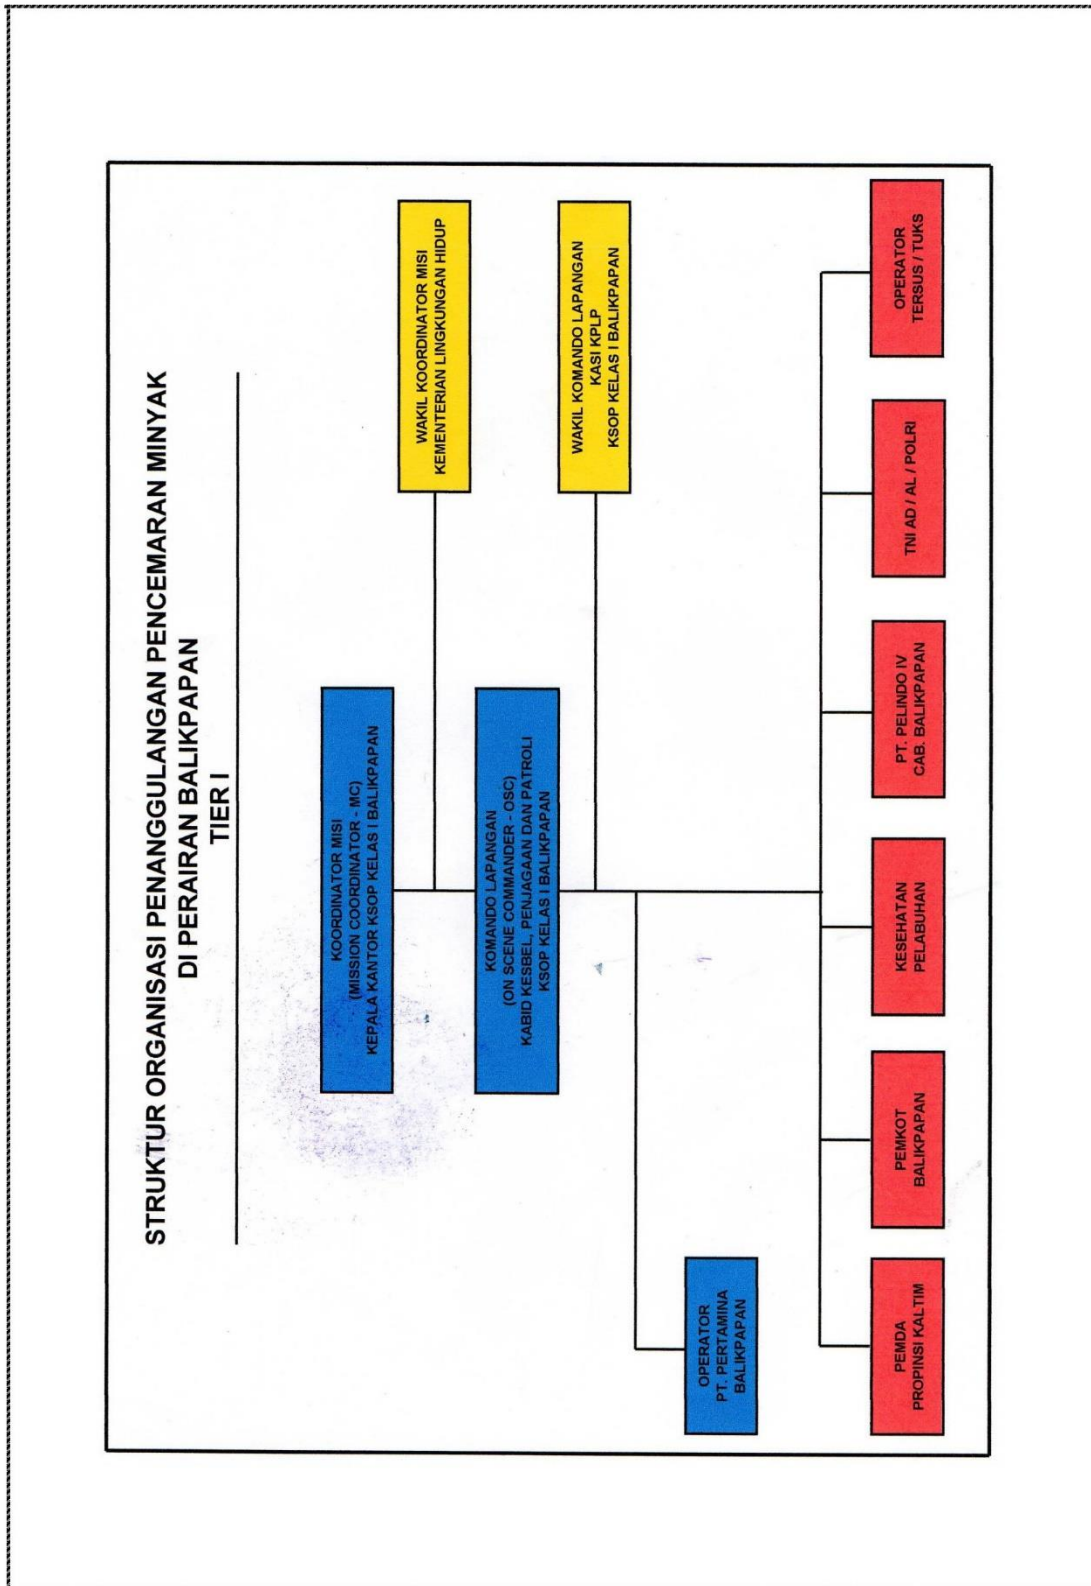 STRUKTUR ORGANISASI PENANGGULANGAN PENCEMARAN MINYAK
DI PERAIRAN BALIKPAPAN
TIER I
KOORDINATOR MISI
(MISSION COORDINATOR - MC)
KEPALA KANTOR KSOP KELAS I BALIKPAPAN
WAKIL KOORDINATOR MISI
KEMENTERIAN LINGKUNGAN HIDUP
KOMANDO LAPANGAN
(ON SCENE COMMANDER - OSC)
KABID KESBEL, PENJAGAAN DAN PATROLI
KSOP KELAS I BALIKPAPAN
WAKIL KOMANDO LAPANGAN
KASI KPLP
KSOP KELAS I BALIKPAPAN
OPERATOR
PT. PERTAMINA
BALIKPAPAN
PEMDA
PROPINSI KALTIM
PEMKOT
BALIKPAPAN
KESEHATAN
PELABUHAN
PT. PELINDO IV
CAB. BALIKPAPAN
TNI AD / AL / POLRI
OPERATOR
TERSUS / TUKS